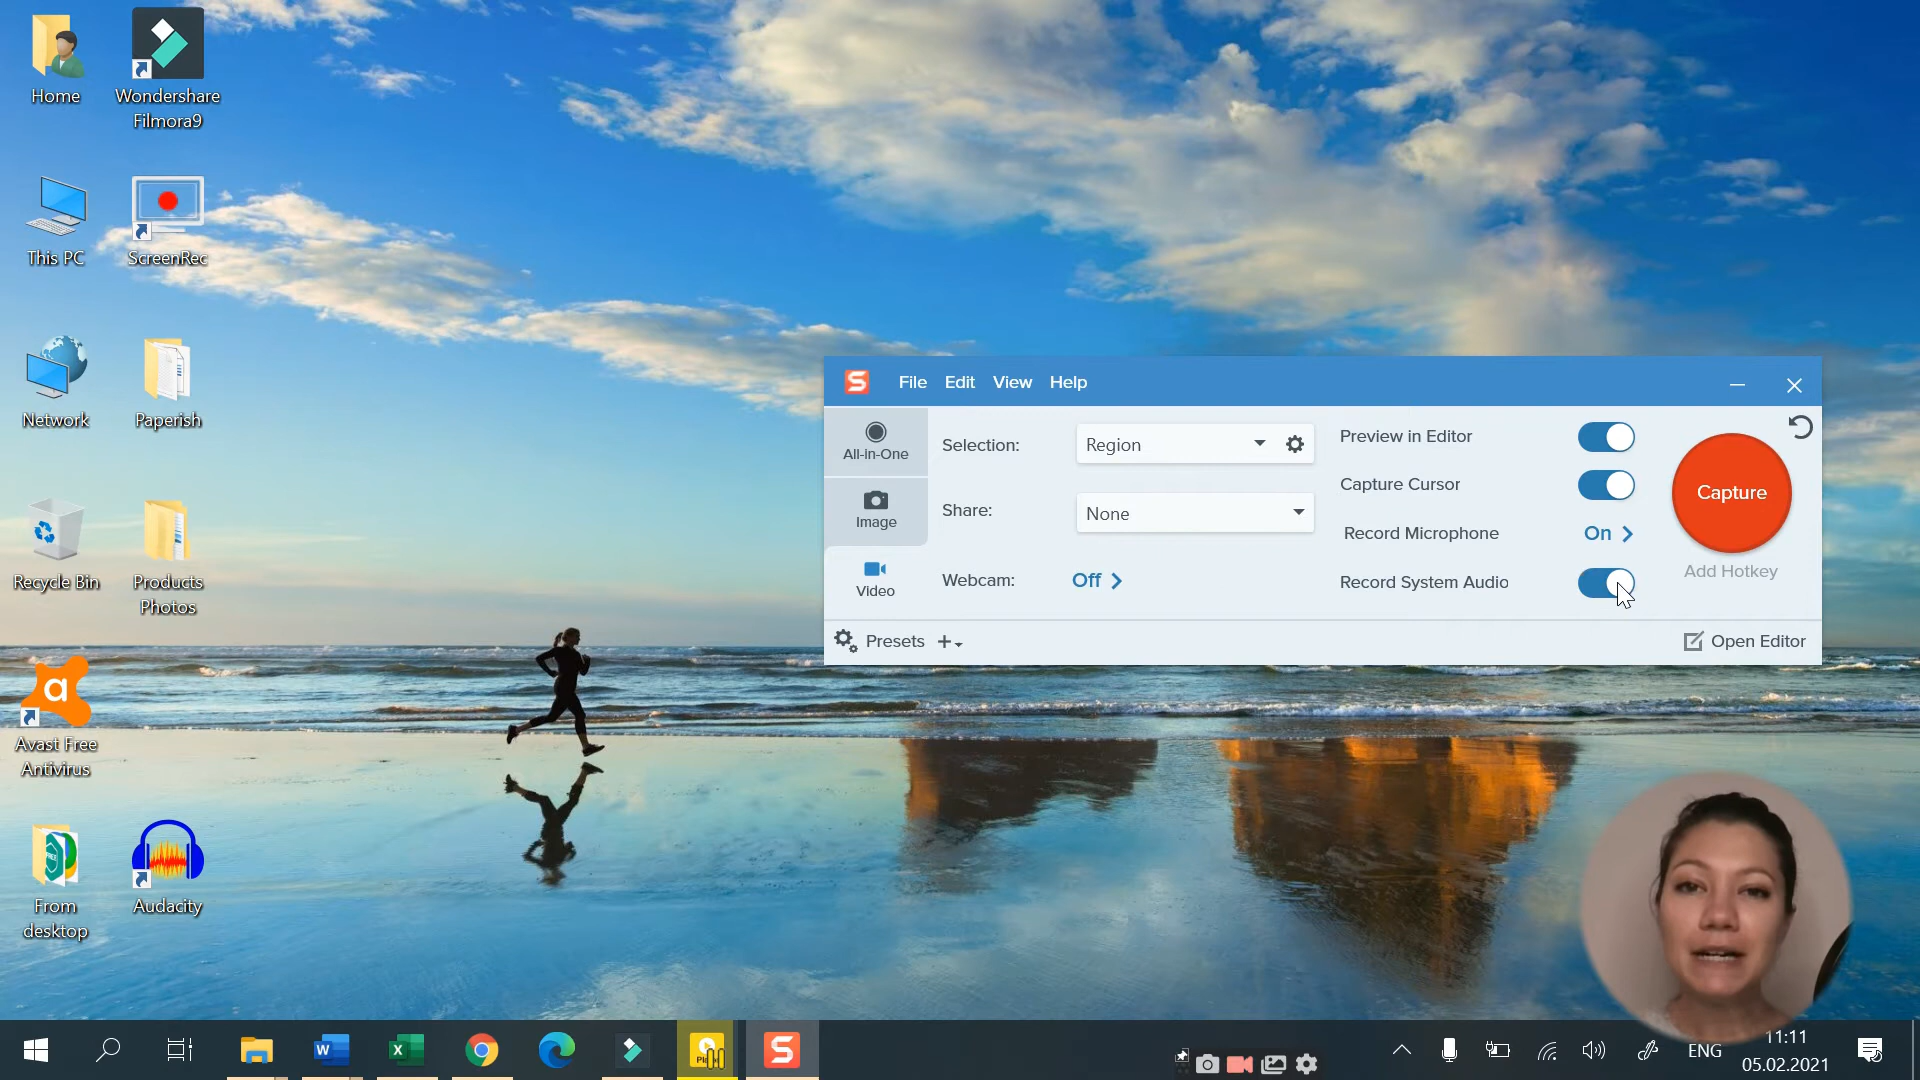 Home
Wondershare
Filmora9
This PC
ScreenRec
Network
Paperish
Recycle Bin
Products
Photos
Avast Free
Antivirus
From
desktop
Audacity
File Edit View Help
All-in-One
Image
Video
Selection:
Region
Share:
None
Webcam:
Off
Preview in Editor
Capture Cursor
Record Microphone
On
Record System Audio
Capture
Add Hotkey
Presets
Open Editor
ENG
11:11
05.02.2021